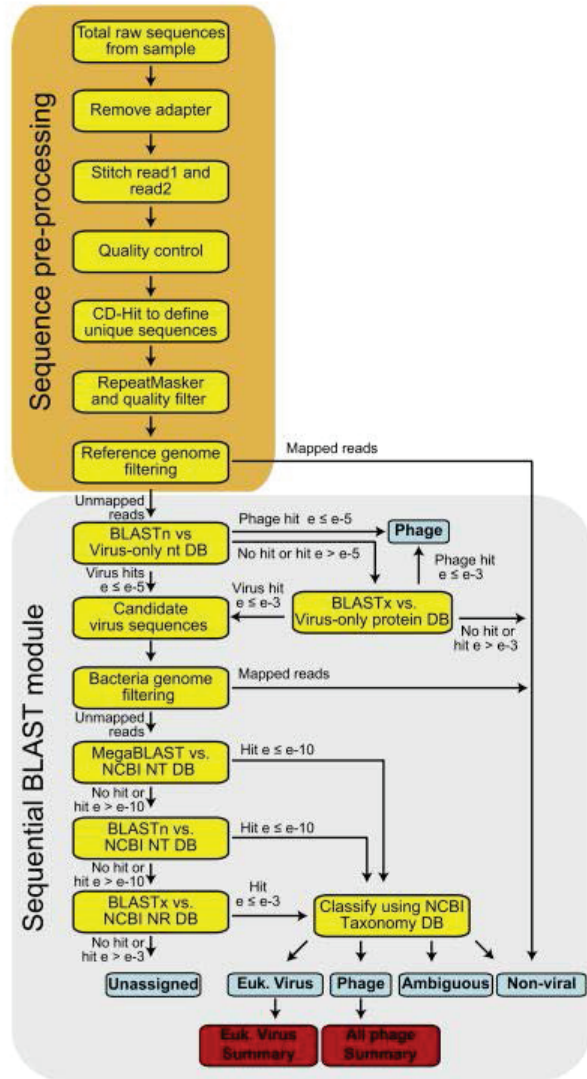 Sequence pre-processing
Total raw sequences
from sample
Remove adapter
Stitch read1 and
read2
Quality control
CD-Hit to define
unique sequences
RepeatMasker
and quality filter
Reference genome
filtering
Mapped reads
Sequential BLAST module
Unmapped
reads
BLASTn vs
Virus-only nt DB
Phage hit e ≤ e-5
Phage
No hit or hit e > e-5
Phage hit
e ≤ e-3
Virus hits
e ≤ e-5
Virus hit
e ≤ e-3
BLASTx vs.
Virus-only protein DB
Candidate
virus sequences
No hit or
hit e > e-3
Bacteria genome
filtering
Mapped reads
Unmapped
reads
MegaBLAST vs.
NCBI NT DB
Hit e ≤ e-10
No hit or
hit e > e-10
BLASTn vs.
NCBI NT DB
Hit e ≤ e-10
No hit or
hit e > e-10
BLASTx vs.
NCBI NR DB
Hit
e ≤ e-3
Classify using NCBI
Taxonomy DB
No hit or
hit e > e-3
Unassigned
Euk. Virus
Phage
Ambiguous
Non-viral
Euk. Virus
Summary
All phage
Summary